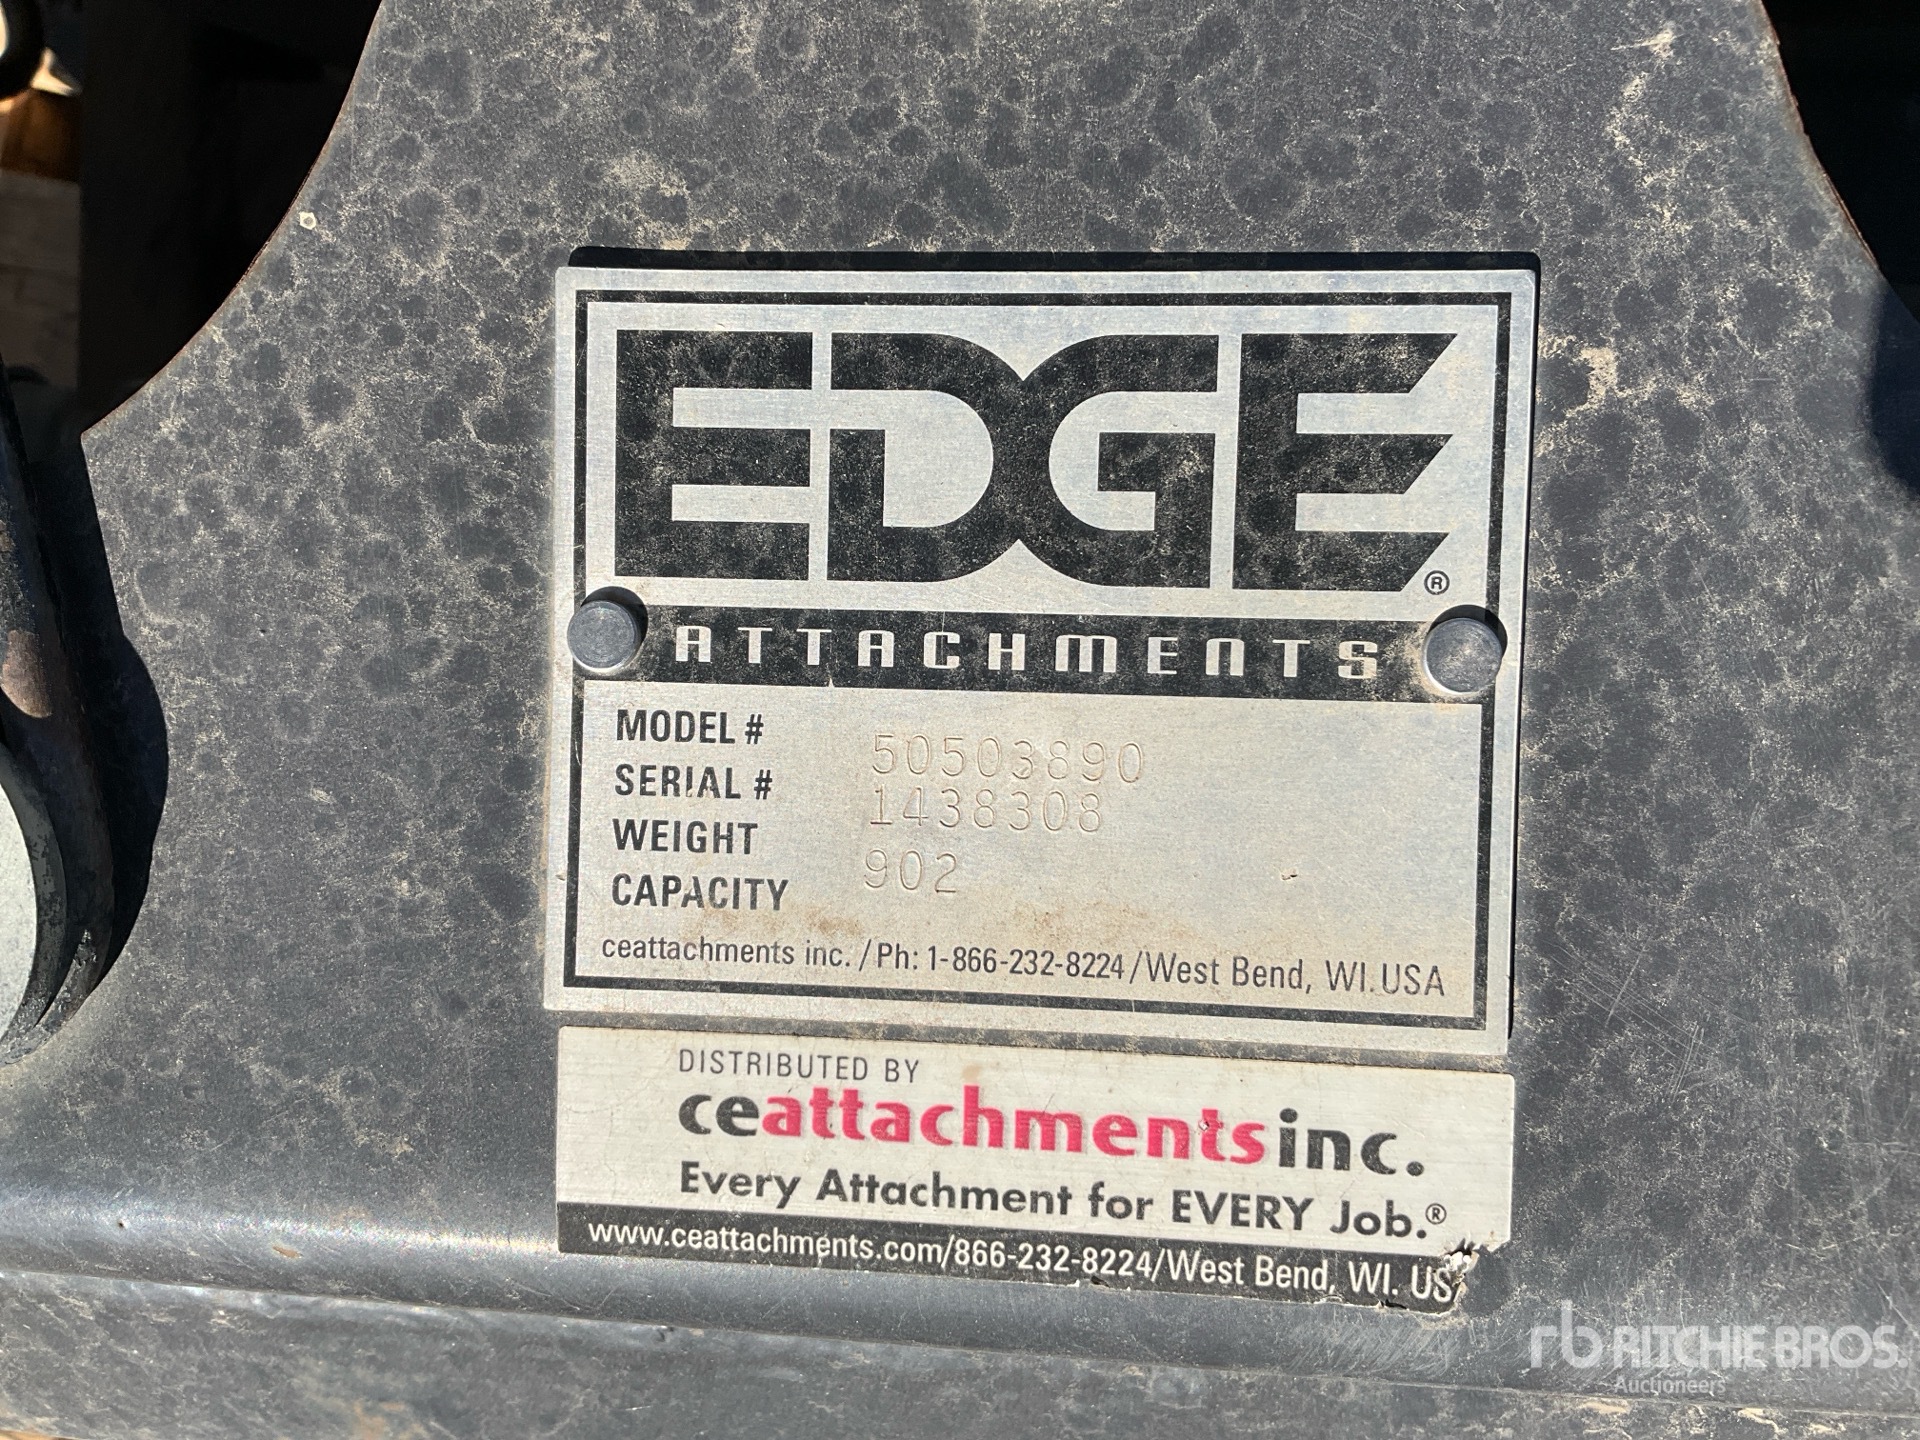 EDGE®
ATTACHMENTS
MODEL # 50503890
SERIAL # 1438308
WEIGHT 902
CAPACITY
ceattachments inc. / Ph: 1-866-232-8224 / West Bend, WI. USA
DISTRIBUTED BY
ceattachmentsinc.
Every Attachment for EVERY Job.®
www.ceattachments.com/866-232-8224/West Bend, WI. US
rb RITCHIE BROS.
Auctioneers